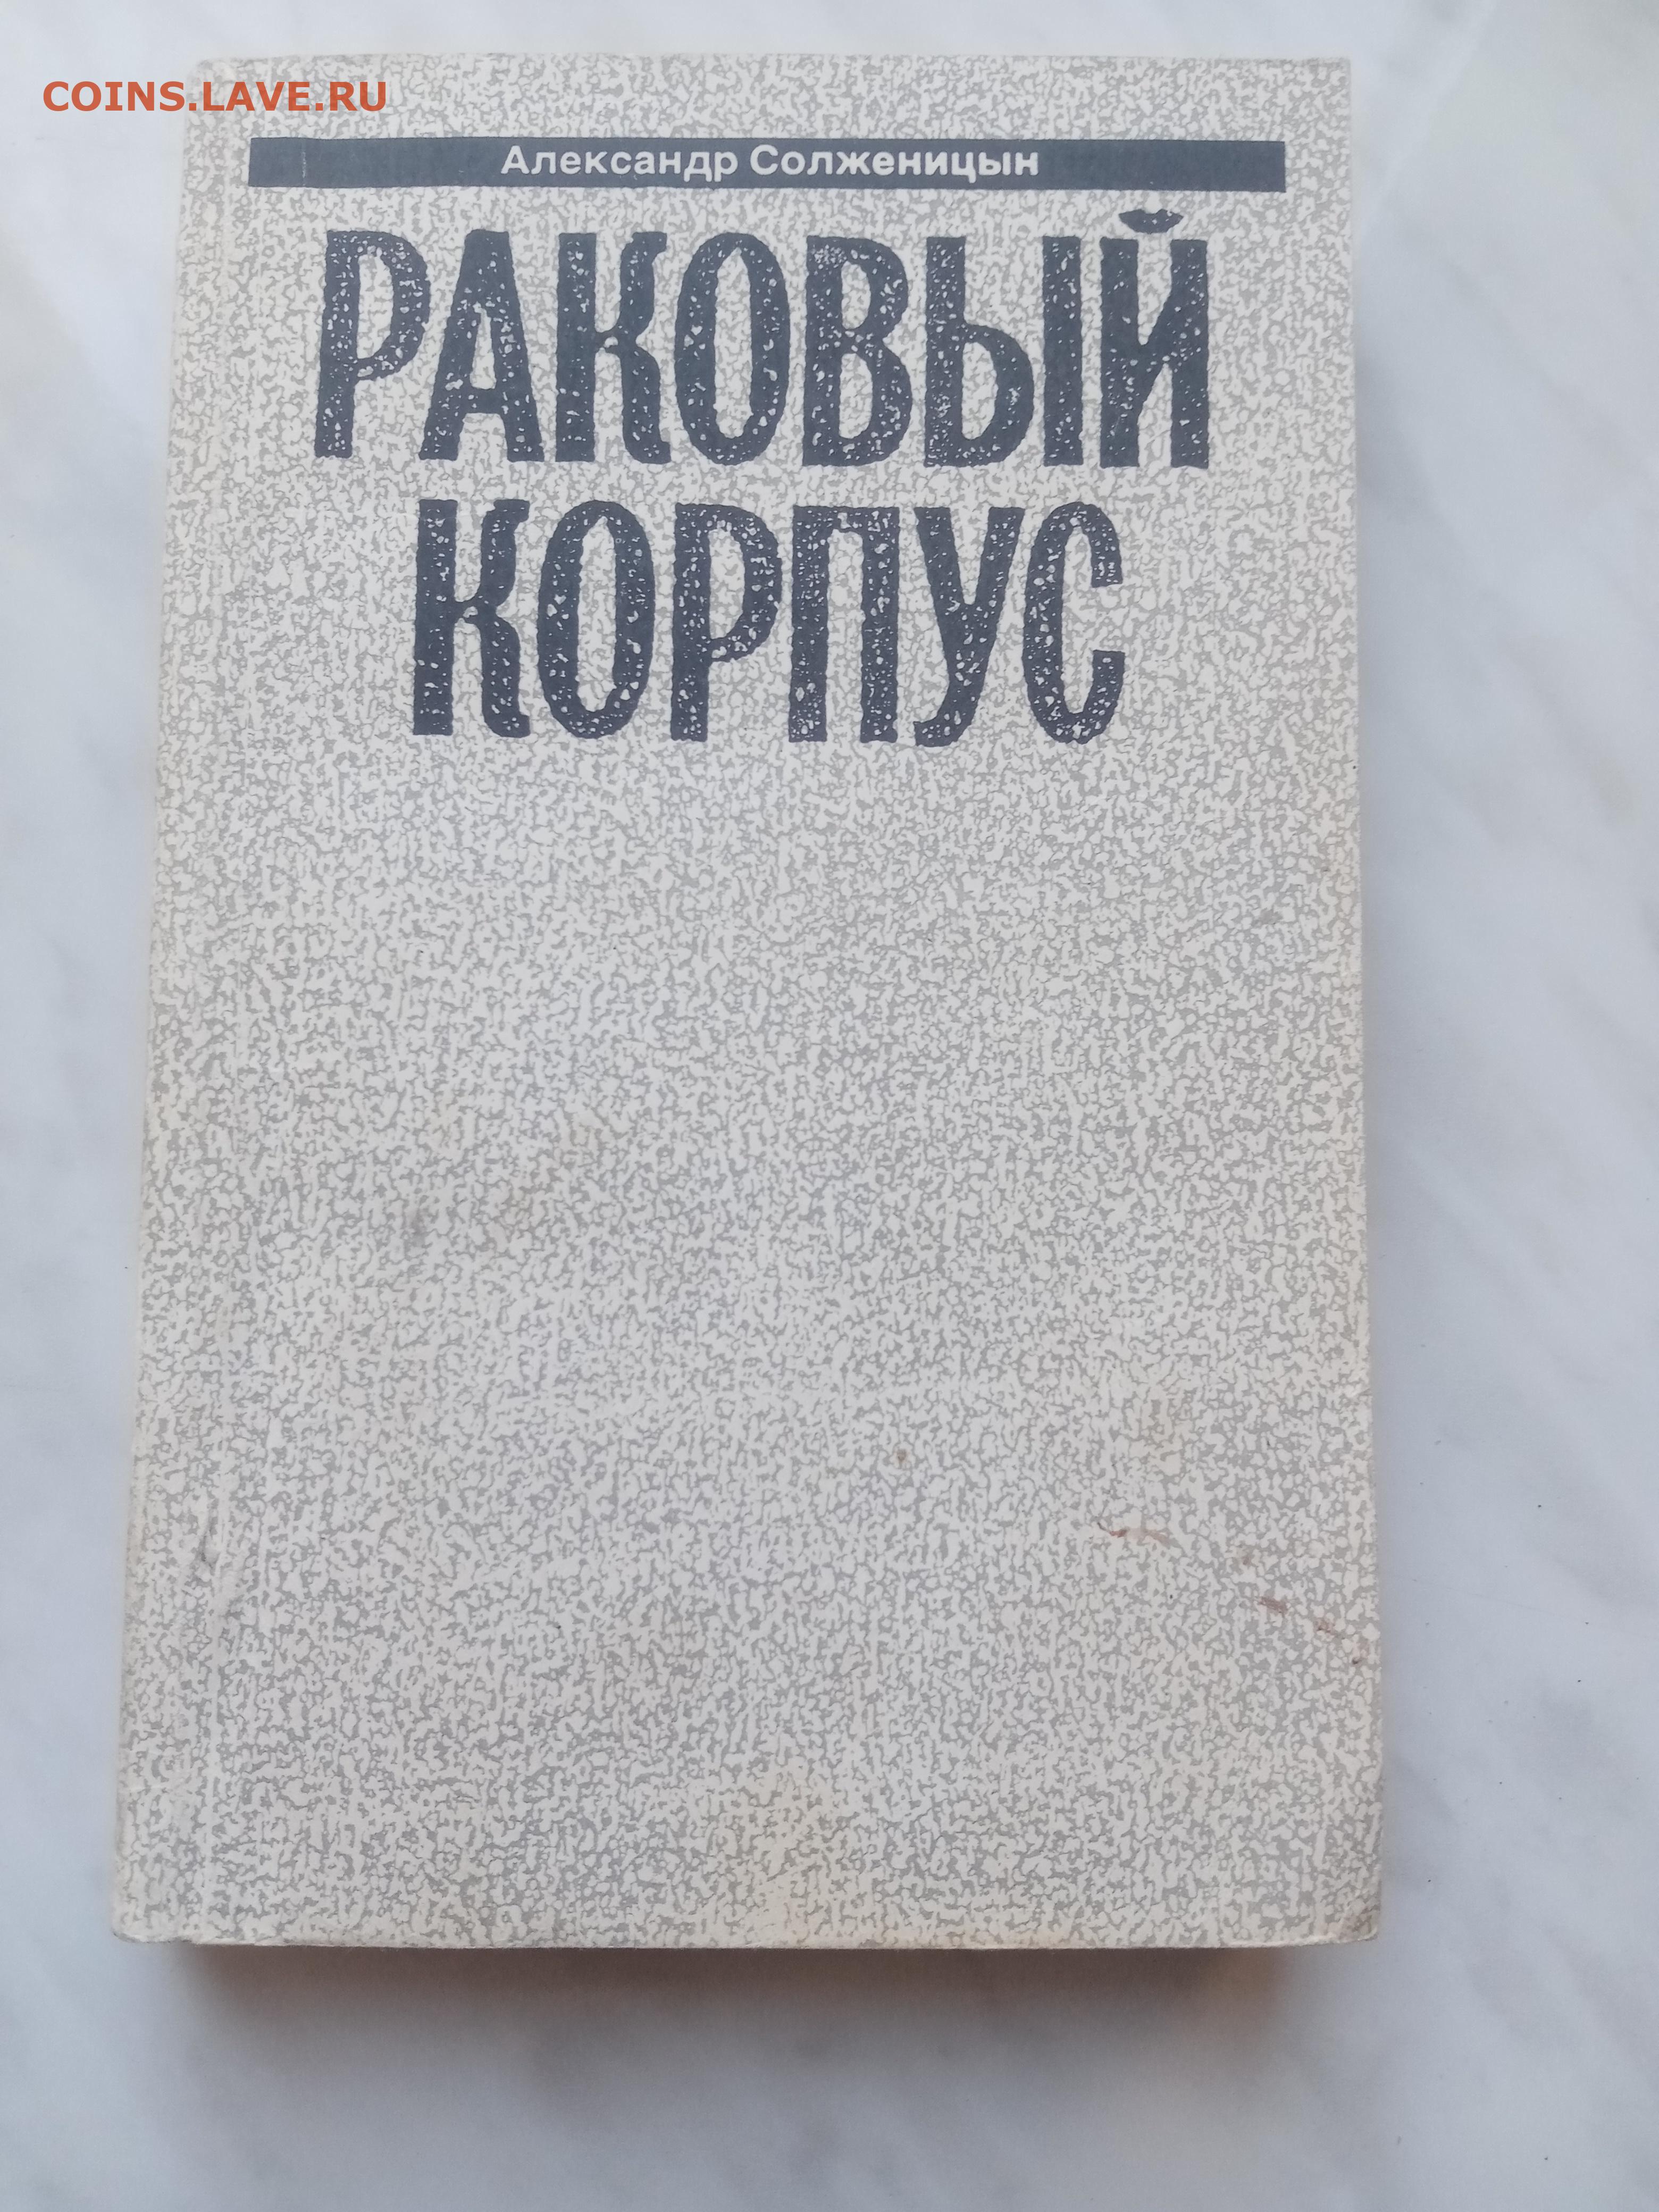 COINS.LAVE.RU
Александр Солженицын
РАКОВЫЙ
КОРПУС